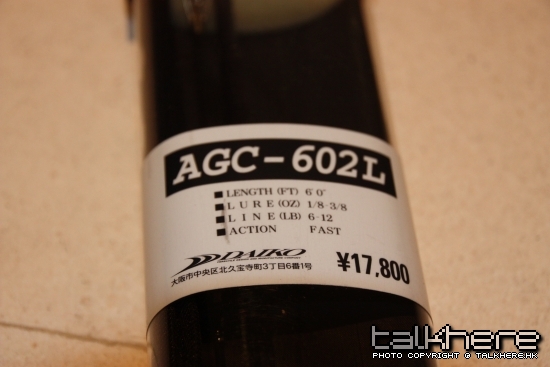 AGC-602L
LENGTH (FT) 6'0"
LURE (OZ) 1/8-3/8
LINE (LB) 6-12
ACTION FAST
DAIKO
¥17,800
大阪市中央区北久宝寺町3丁目6番1号
talkhere
PHOTO COPYRIGHT @ TALKHERE.HK